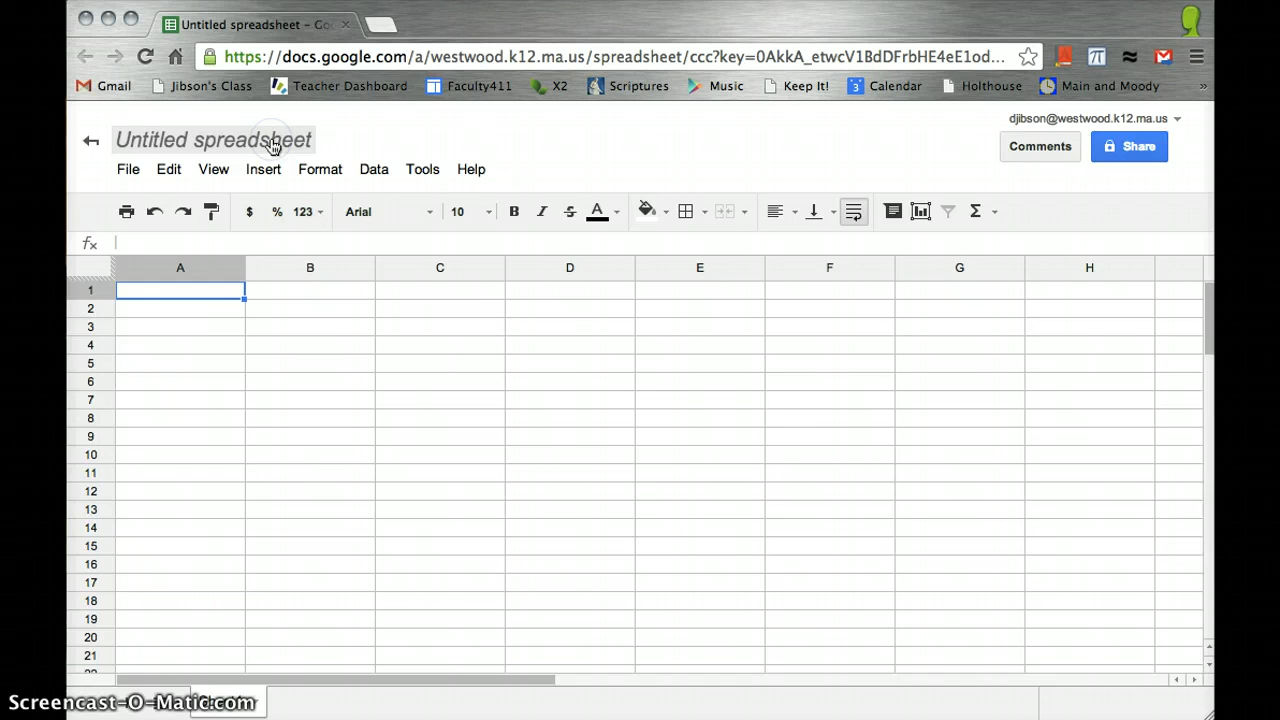 Untitled spreadsheet – Goo
https://docs.google.com/a/westwood.k12.ma.us/spreadsheet/ccc?key=0AkkA_etwcV1BdDFrbHE4eE1od...
Gmail Jibson's Class Teacher Dashboard Faculty411 X2 Scriptures Music Keep It! 3 Calendar Holthouse Main and Moody »
djibson@westwood.k12.ma.us
Untitled spreadsheet
Comments Share
File Edit View Insert Format Data Tools Help
$ % 123 Arial 10 B I S A Σ
fx
A B C D E F G H
1
2
3
4
5
6
7
8
9
10
11
12
13
14
15
16
17
18
19
20
21
22
Screencast-O-Matic.com